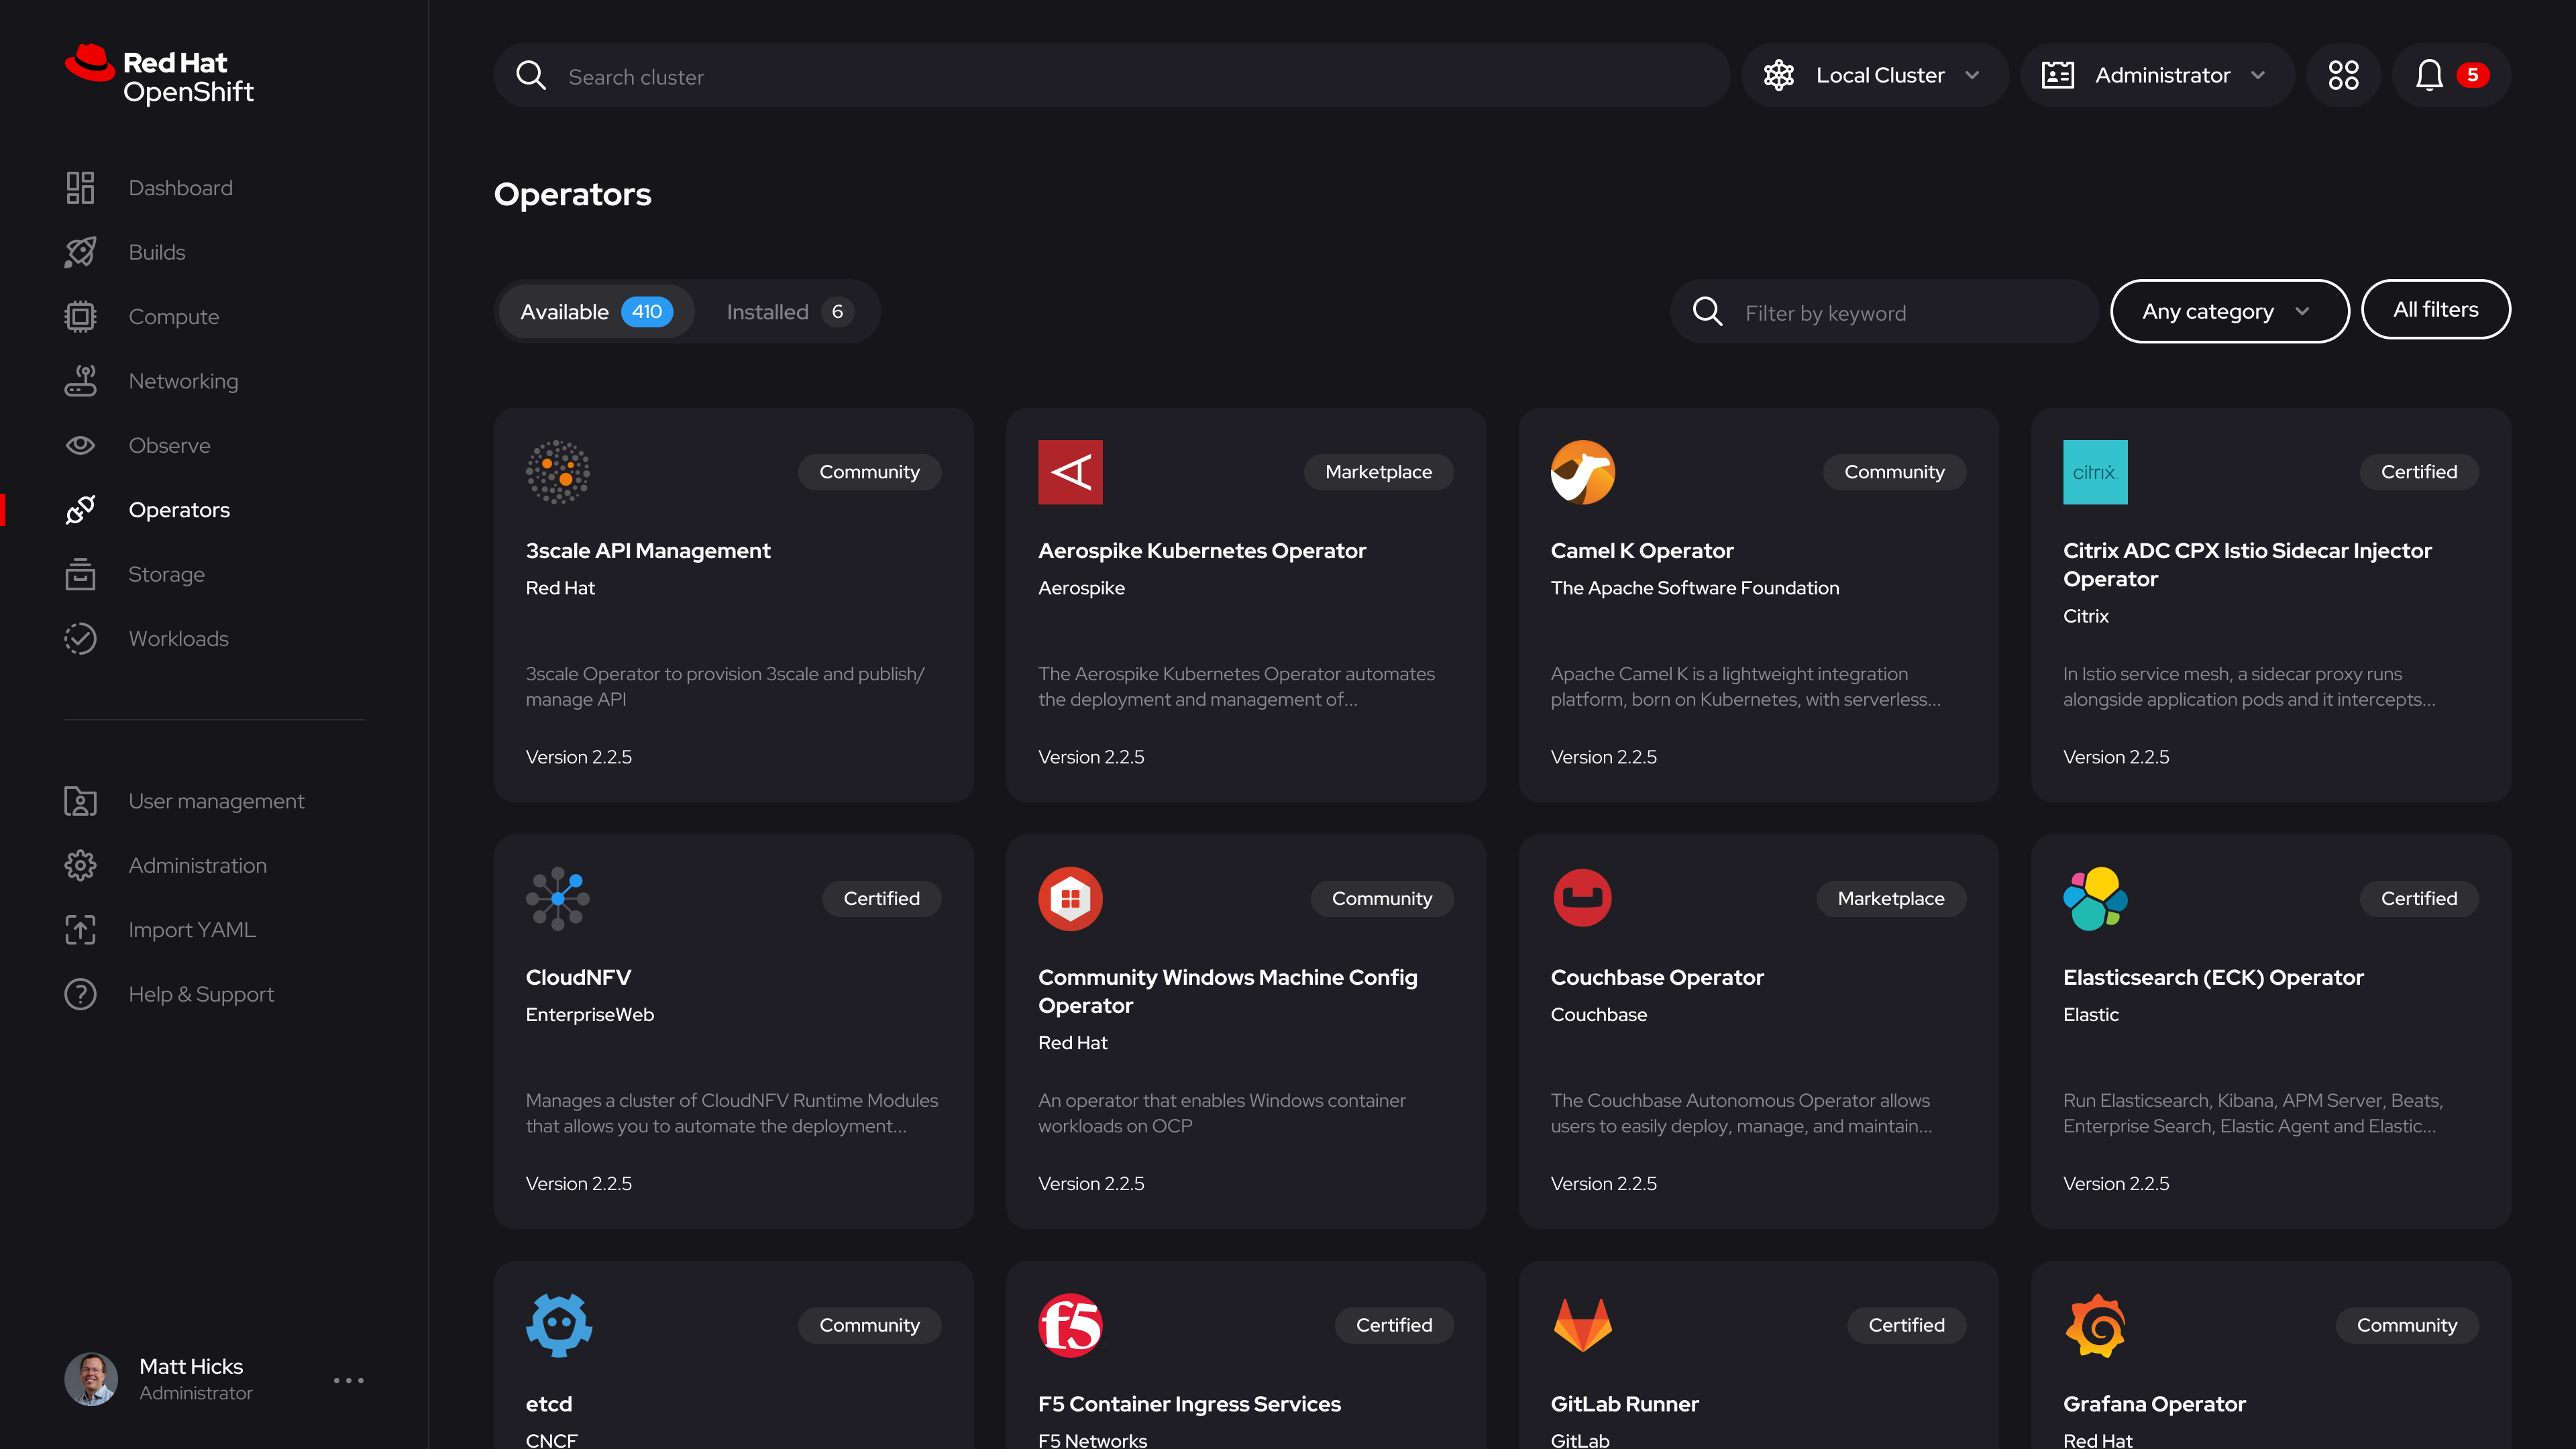 Red Hat
OpenShift
Dashboard
Builds
Compute
Networking
Observe
Operators
Storage
Workloads
User management
Administration
Import YAML
Help & Support
Matt Hicks
Administrator
Search cluster
Local Cluster
Administrator
5
Operators
Available 410
Installed 6
Filter by keyword
Any category
All filters
Community
3scale API Management
Red Hat
3scale Operator to provision 3scale and publish/
manage API
Version 2.2.5
Marketplace
Aerospike Kubernetes Operator
Aerospike
The Aerospike Kubernetes Operator automates
the deployment and management of...
Version 2.2.5
Community
Camel K Operator
The Apache Software Foundation
Apache Camel K is a lightweight integration
platform, born on Kubernetes, with serverless...
Version 2.2.5
citrix
Certified
Citrix ADC CPX Istio Sidecar Injector
Operator
Citrix
In Istio service mesh, a sidecar proxy runs
alongside application pods and it intercepts...
Version 2.2.5
Certified
CloudNFV
EnterpriseWeb
Manages a cluster of CloudNFV Runtime Modules
that allows you to automate the deployment...
Version 2.2.5
Community
Community Windows Machine Config
Operator
Red Hat
An operator that enables Windows container
workloads on OCP
Version 2.2.5
Marketplace
Couchbase Operator
Couchbase
The Couchbase Autonomous Operator allows
users to easily deploy, manage, and maintain...
Version 2.2.5
Certified
Elasticsearch (ECK) Operator
Elastic
Run Elasticsearch, Kibana, APM Server, Beats,
Enterprise Search, Elastic Agent and Elastic...
Version 2.2.5
Community
etcd
CNCF
f5
Certified
F5 Container Ingress Services
F5 Networks
Certified
GitLab Runner
GitLab
Community
Grafana Operator
Red Hat